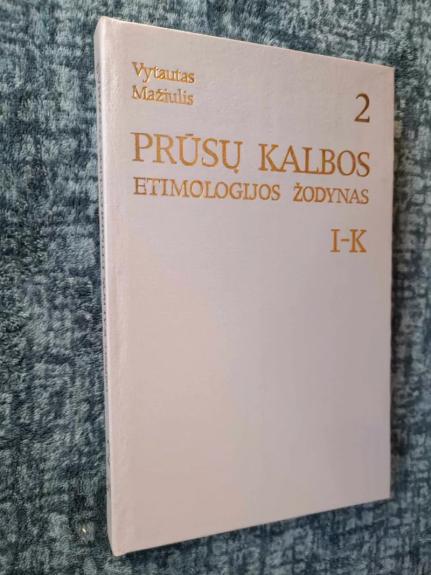 Vytautas
Mažiulis
2
PRŪSŲ KALBOS
ETIMOLOGIJOS ŽODYNAS
I–K